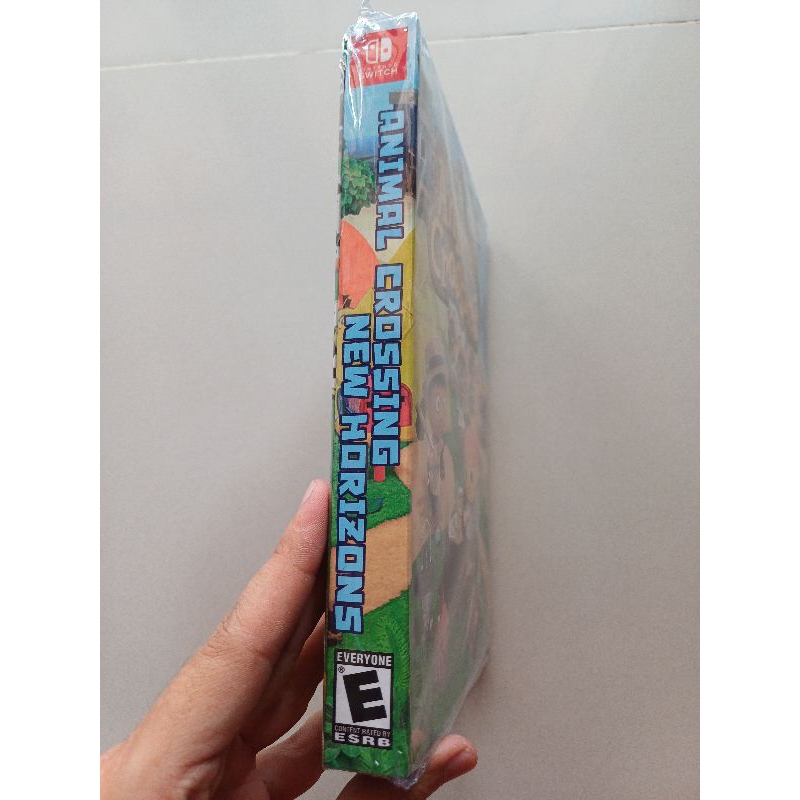 NINTENDO
SWITCH
ANIMAL CROSSING
NEW HORIZONS
EVERYONE
E
®
CONTENT RATED BY
ESRB